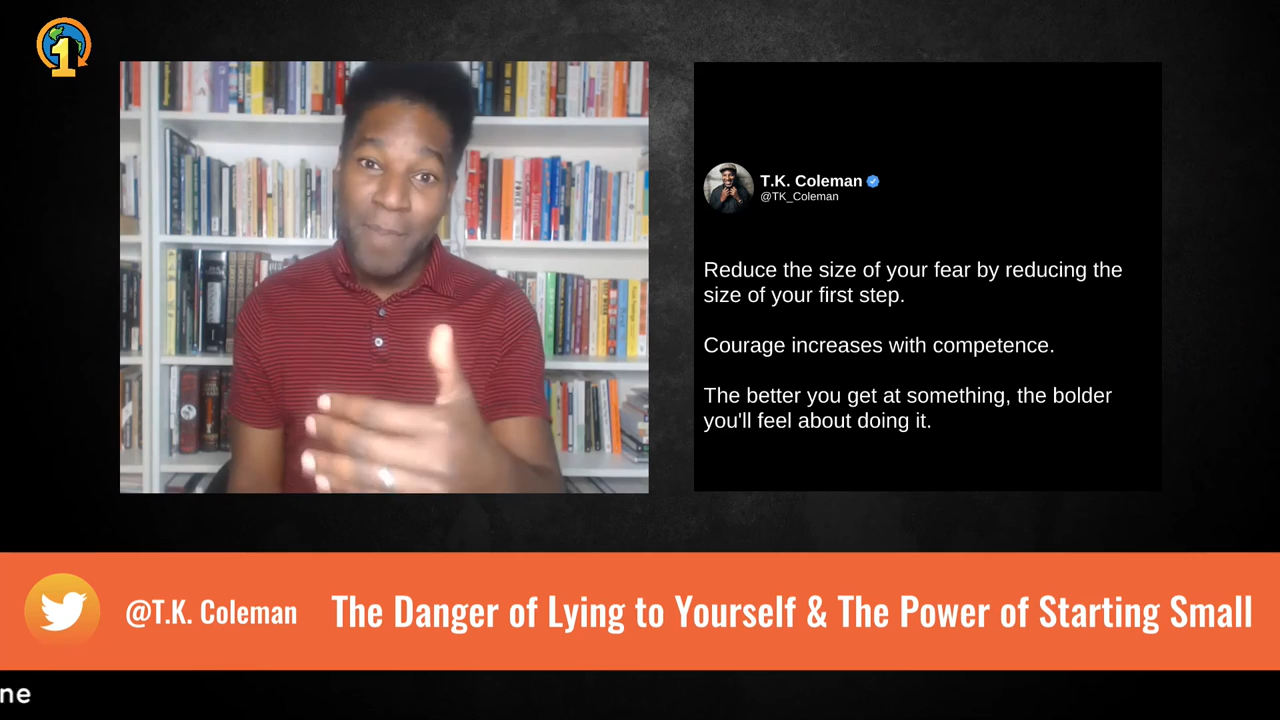 1
T.K. Coleman
@TK_Coleman
Reduce the size of your fear by reducing the
size of your first step.
Courage increases with competence.
The better you get at something, the bolder
you'll feel about doing it.
@T.K. Coleman
The Danger of Lying to Yourself & The Power of Starting Small
ne